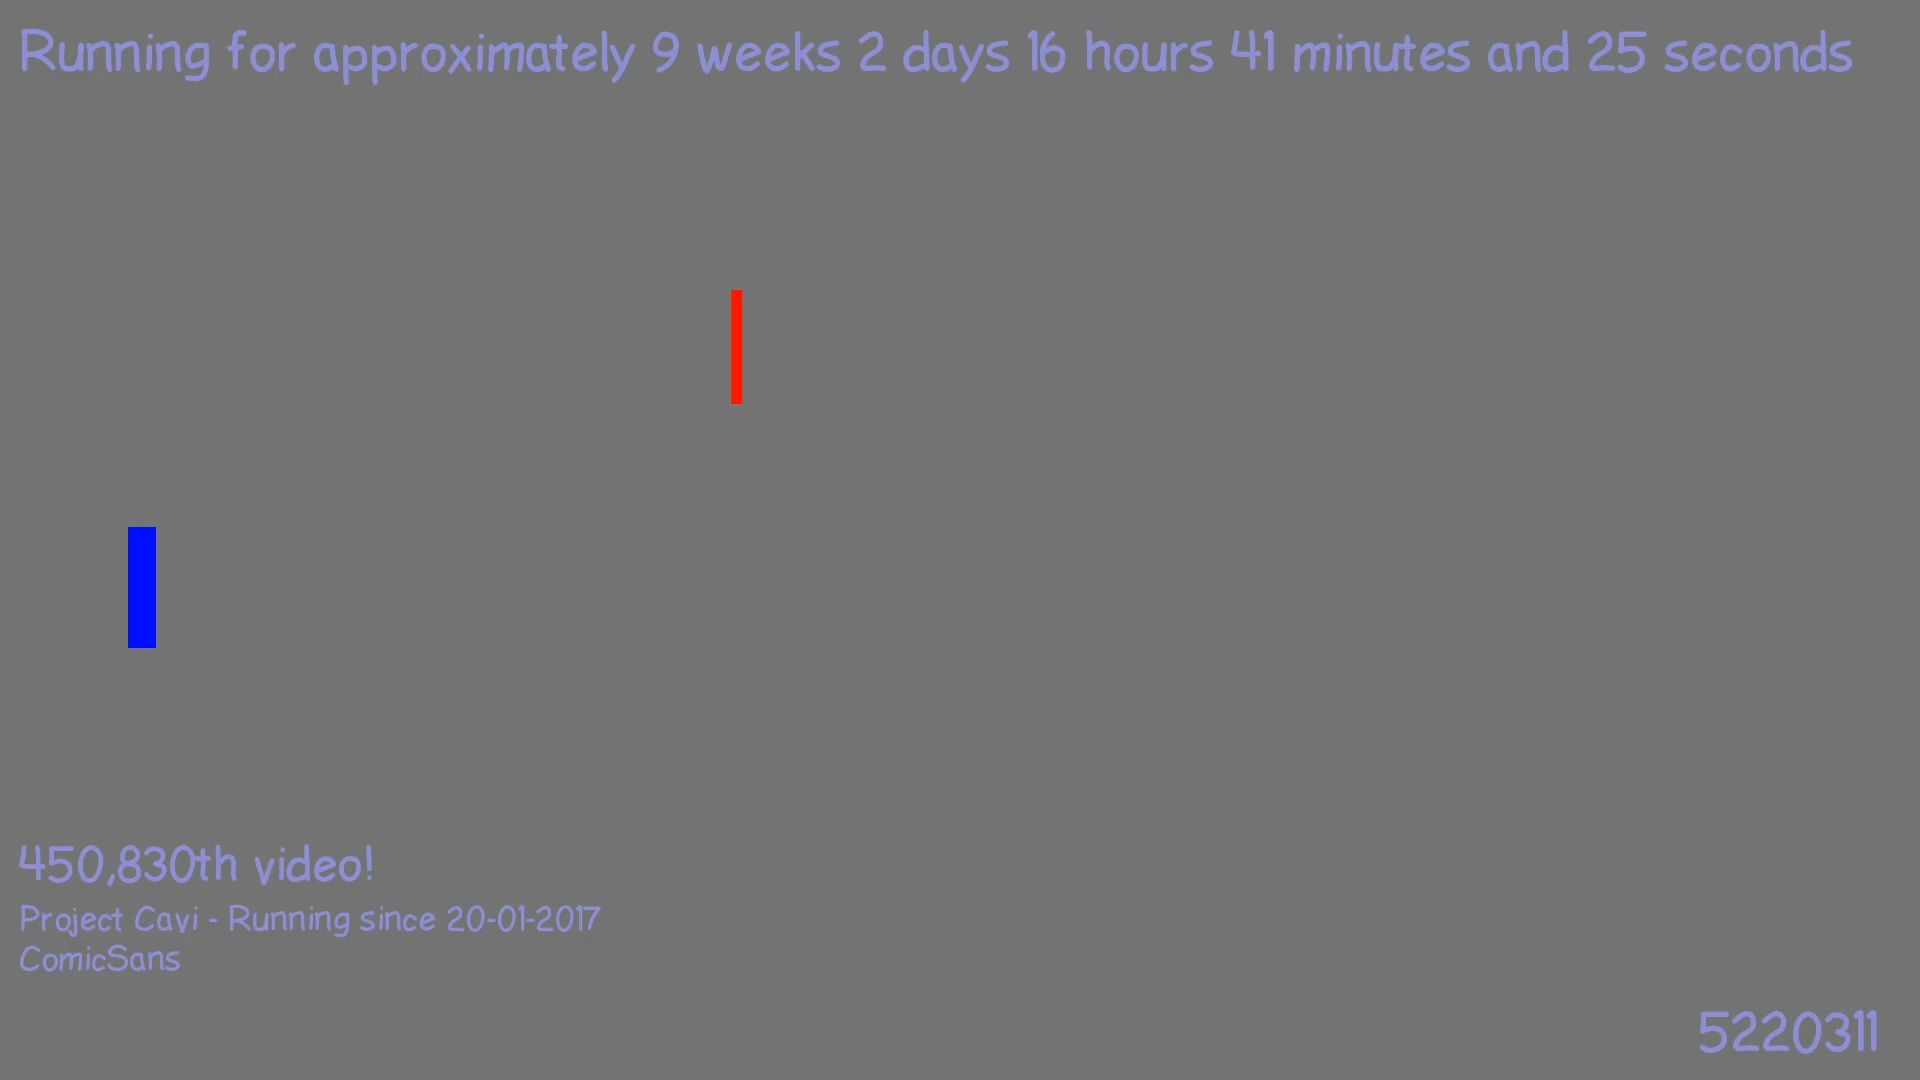 Running for approximately 9 weeks 2 days 16 hours 41 minutes and 25 seconds
450,830th video!
Project Cavi - Running since 20-01-2017
ComicSans
5220311